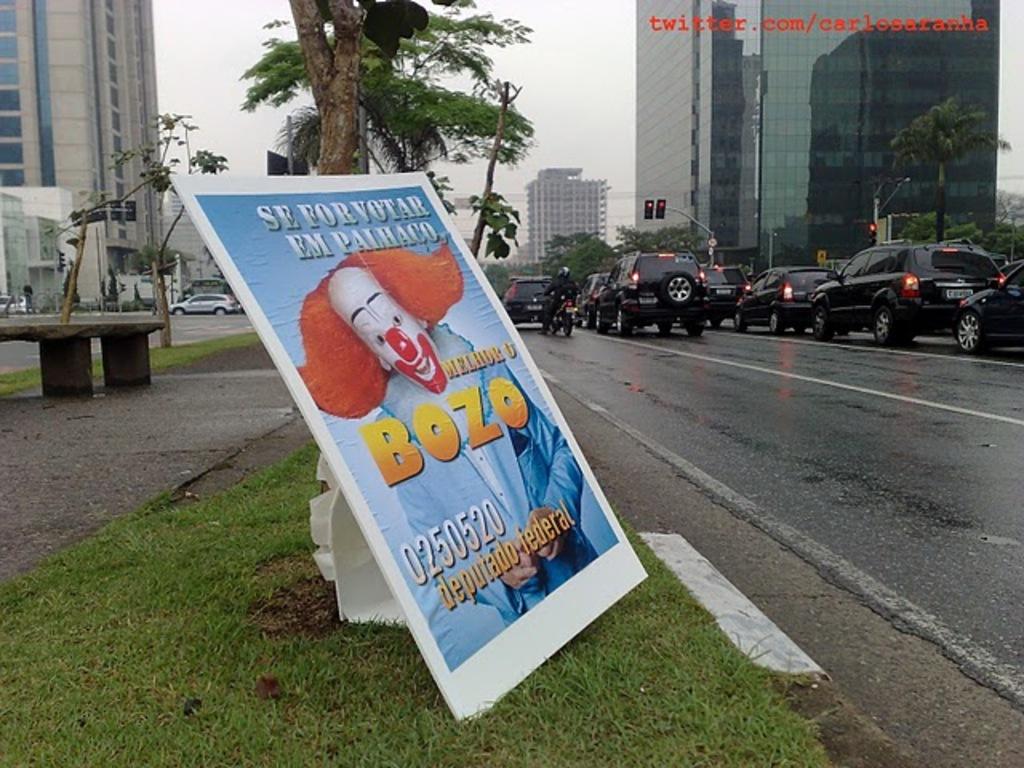 twitter.com/carlosaranha
SE FOR VOTAR
EM PALHAÇO,
MELHOR O
BOZO
0250520
deputado federal